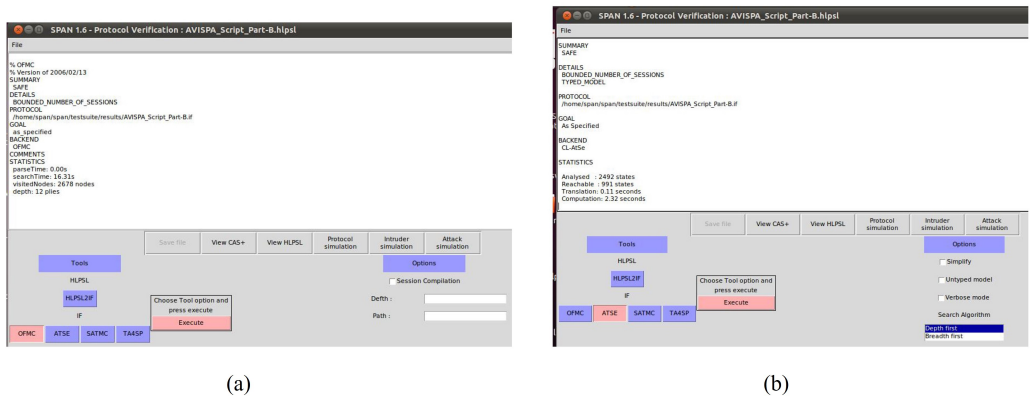 SPAN 1.6 - Protocol Verification : AVISPA_Script_Part-B.hlpsl
File
% OFMC
% Version of 2006/02/13
SUMMARY
SAFE
DETAILS
BOUNDED_NUMBER_OF_SESSIONS
PROTOCOL
/home/span/span/testsuite/results/AVISPA_Script_Part-B.if
GOAL
as_specified
BACKEND
OFMC
COMMENTS
STATISTICS
parseTime: 0.00s
searchTime: 16.31s
visitedNodes: 2678 nodes
depth: 12 plies
Save file
View CAS+
View HLPSL
Protocol simulation
Intruder simulation
Attack simulation
Tools
HLPSL
HLPSL2IF
IF
OFMC
ATSE
SATMC
TA4SP
Choose Tool option and
press execute
Execute
Options
Session Compilation
Defth :
Path :
(a)
SPAN 1.6 - Protocol Verification : AVISPA_Script_Part-B.hlpsl
File
SUMMARY
SAFE
DETAILS
BOUNDED_NUMBER_OF_SESSIONS
TYPED_MODEL
PROTOCOL
/home/span/span/testsuite/results/AVISPA_Script_Part-B.if
GOAL
As Specified
BACKEND
CL-AtSe
STATISTICS
Analysed : 2492 states
Reachable : 991 states
Translation: 0.11 seconds
Computation: 2.32 seconds
Save file
View CAS+
View HLPSL
Protocol simulation
Intruder simulation
Attack simulation
Tools
HLPSL
HLPSL2IF
IF
OFMC
ATSE
SATMC
TA4SP
Choose Tool option and
press execute
Execute
Options
Simplify
Untyped model
Verbose mode
Search Algorithm
Depth first
Breadth first
(b)